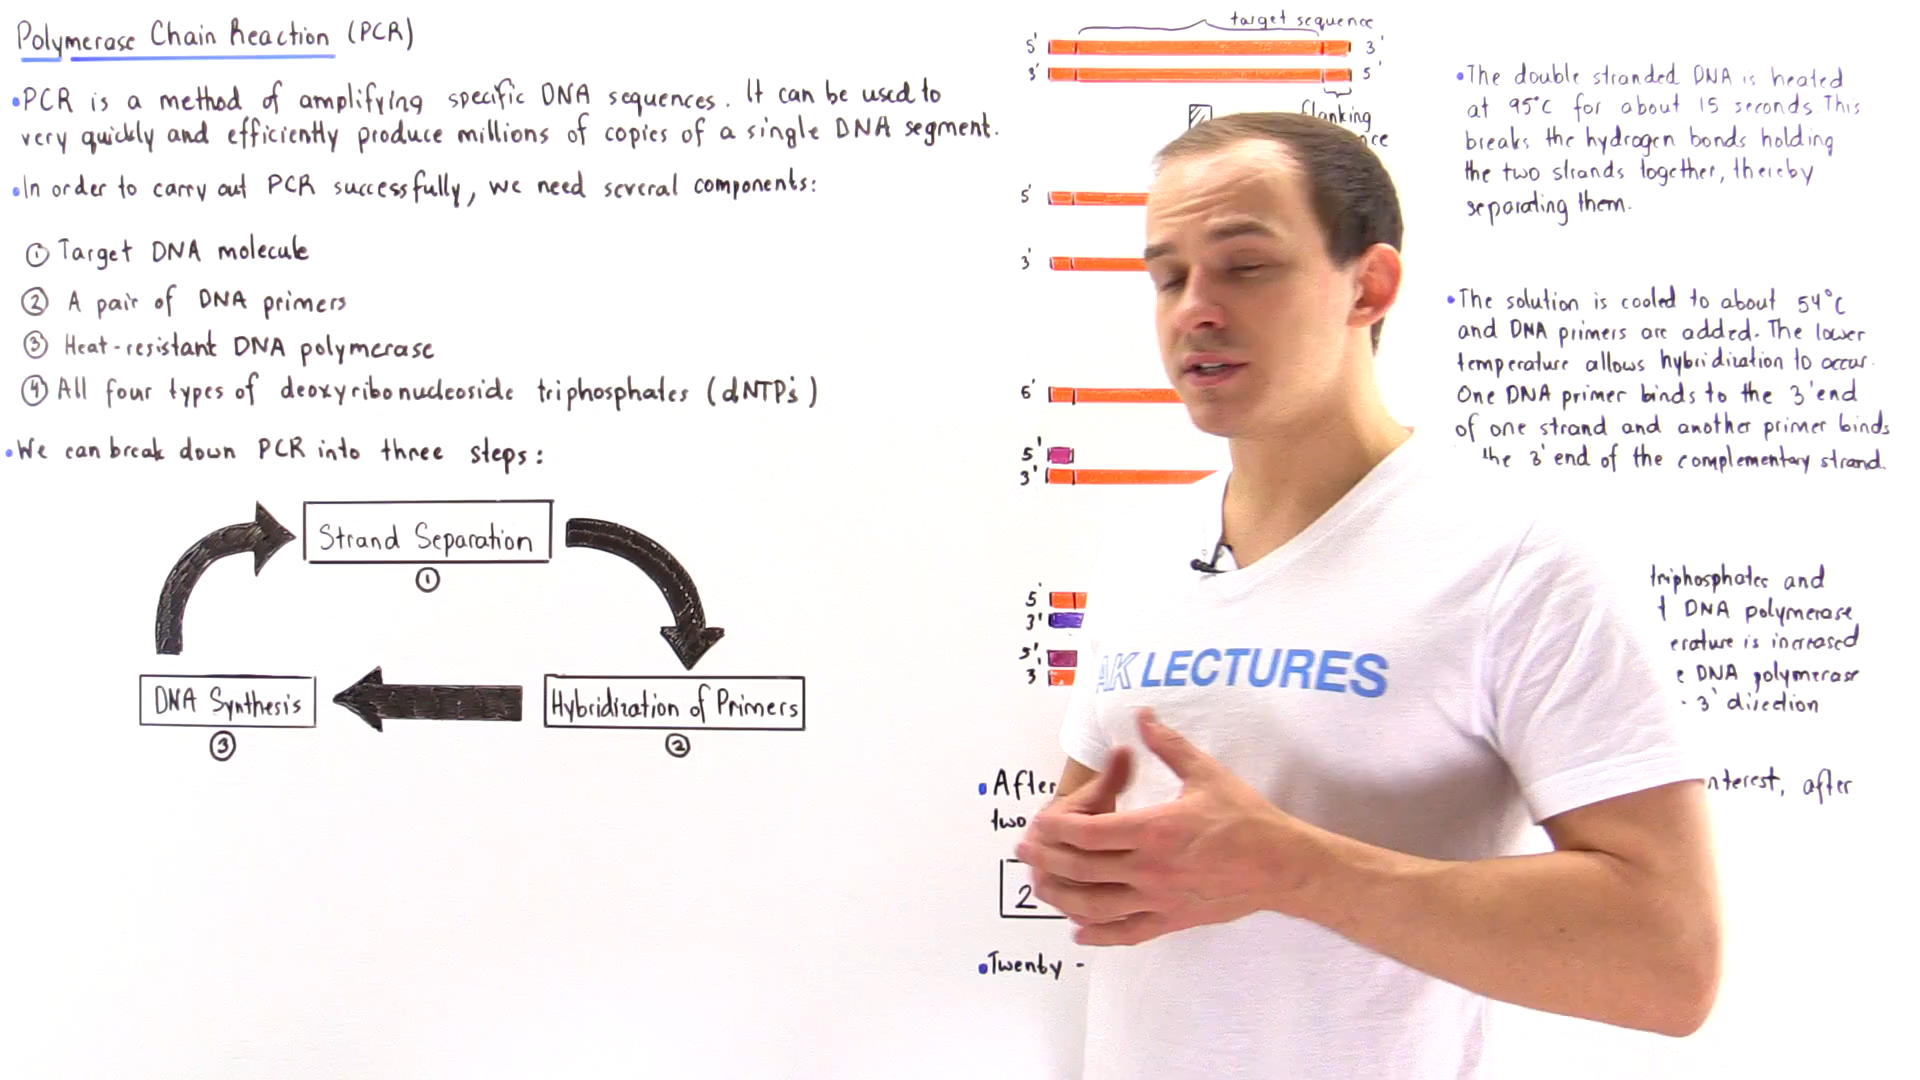 Polymerase Chain Reaction (PCR)
•PCR is a method of amplifying specific DNA sequences. It can be used to
very quickly and efficiently produce millions of copies of a single DNA segment.
•In order to carry out PCR successfully, we need several components:
① Target DNA molecule
② A pair of DNA primers
③ Heat-resistant DNA polymerase
④ All four types of deoxyribonucleoside triphosphates (dNTPs)
•We can break down PCR into three steps:
Strand Separation
①
DNA Synthesis
③
Hybridization of Primers
②
target sequence
5' 3'
3' 5'
flanking
5'
3'
5'
3'
5'
3'
5'
3'
•After
two
2
•Twenty -
•The double stranded DNA is heated
at 95°C for about 15 seconds. This
breaks the hydrogen bonds holding
the two strands together, thereby
separating them.
•The solution is cooled to about 54°C
and DNA primers are added. The lower
temperature allows hybridization to occur.
One DNA primer binds to the 3' end
of one strand and another primer binds
the 3' end of the complementary strand.
triphosphates and
DNA polymerase
erature is increased
DNA polymerase
- 3' direction
nterest, after
AK LECTURES